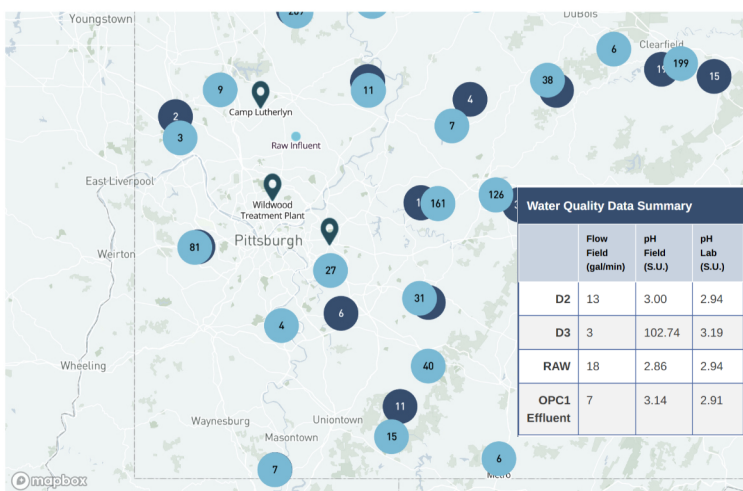 207
DuBois
Youngstown
6
Clearfield
199
15
38
9
11
4
Camp Lutherlyn
2
7
3
Raw Influent
East Liverpool
126
161
Wildwood
Treatment Plant
Pittsburgh
81
Weirton
27
31
6
4
Wheeling
40
11
Waynesburg
Uniontown
15
Masontown
7
6
Metro
mapbox
Water Quality Data Summary
Flow Field (gal/min)
pH Field (S.U.)
pH Lab (S.U.)
D2 13 3.00 2.94
D3 3 102.74 3.19
RAW 18 2.86 2.94
OPC1 Effluent 7 3.14 2.91